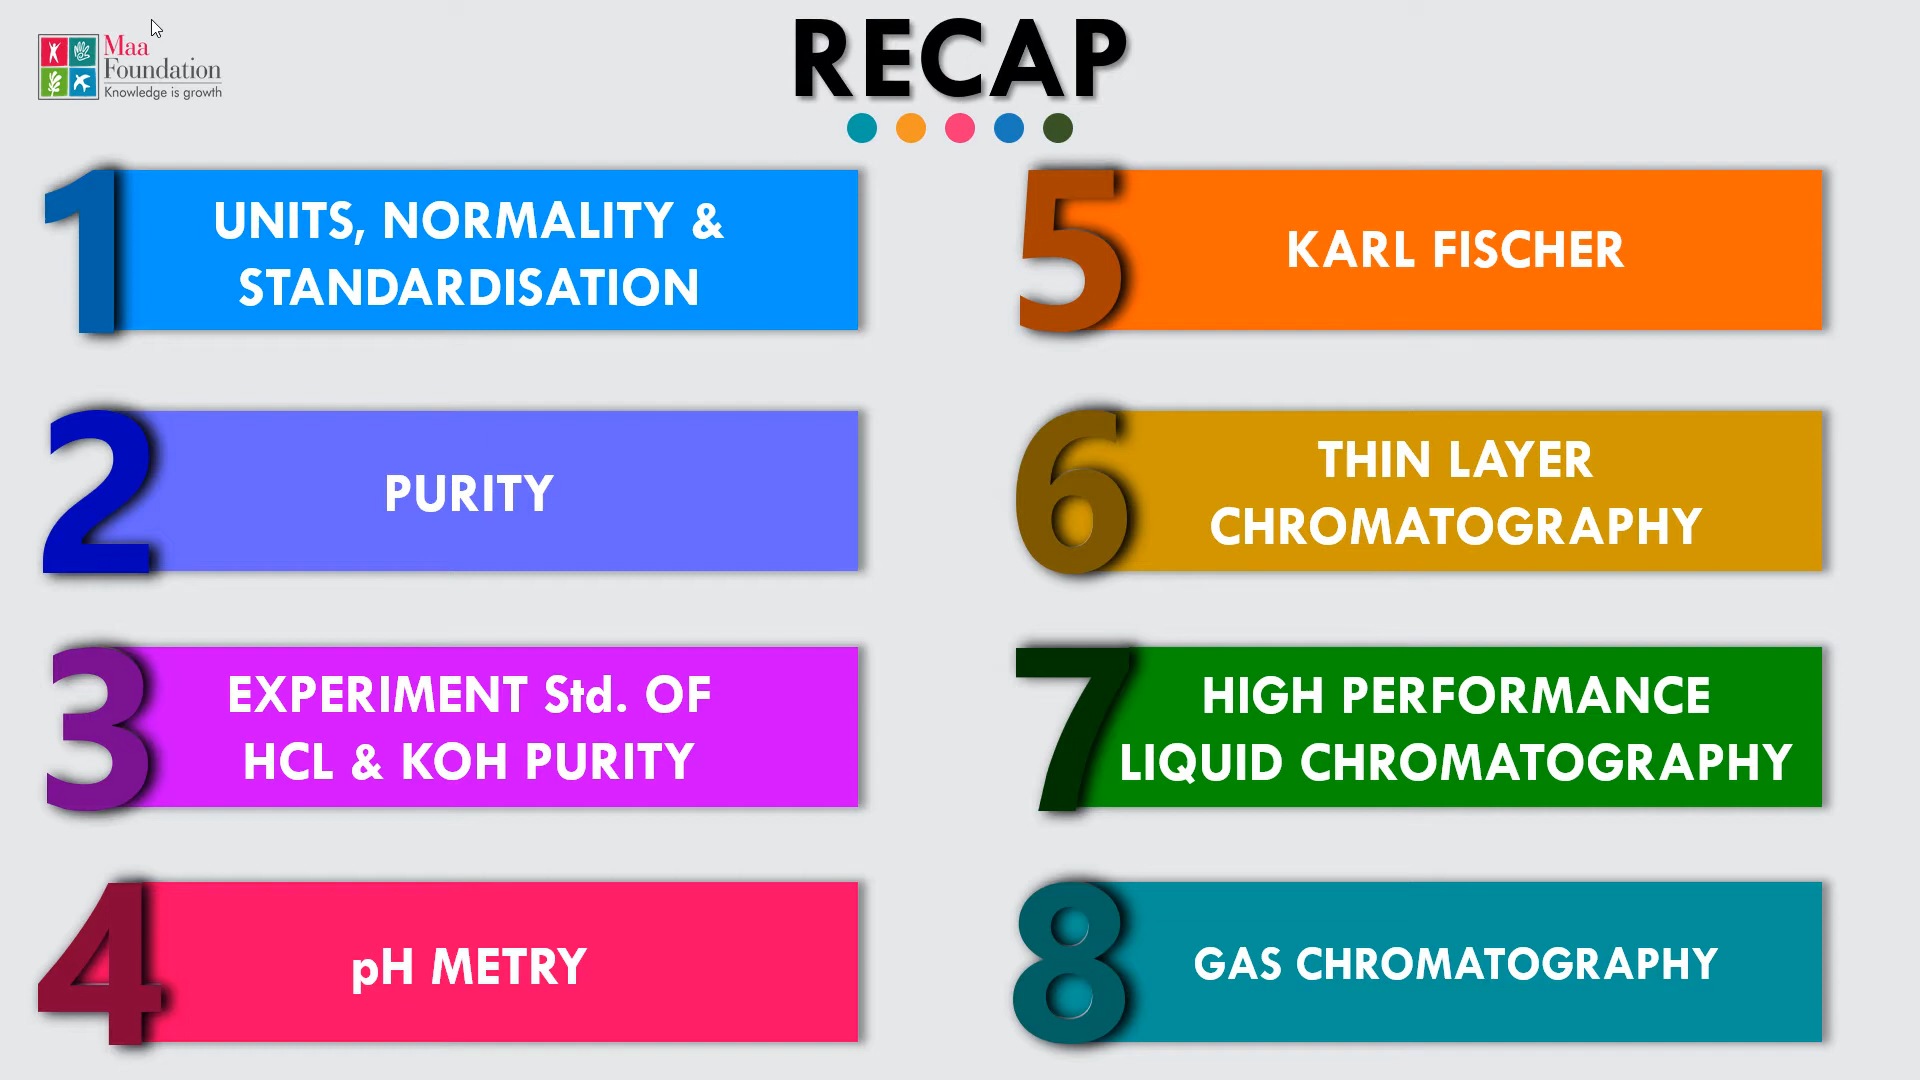 Maa
Foundation
Knowledge is growth
RECAP
1
UNITS, NORMALITY &
STANDARDISATION
2
PURITY
3
EXPERIMENT Std. OF
HCL & KOH PURITY
4
pH METRY
5
KARL FISCHER
6
THIN LAYER
CHROMATOGRAPHY
7
HIGH PERFORMANCE
LIQUID CHROMATOGRAPHY
8
GAS CHROMATOGRAPHY